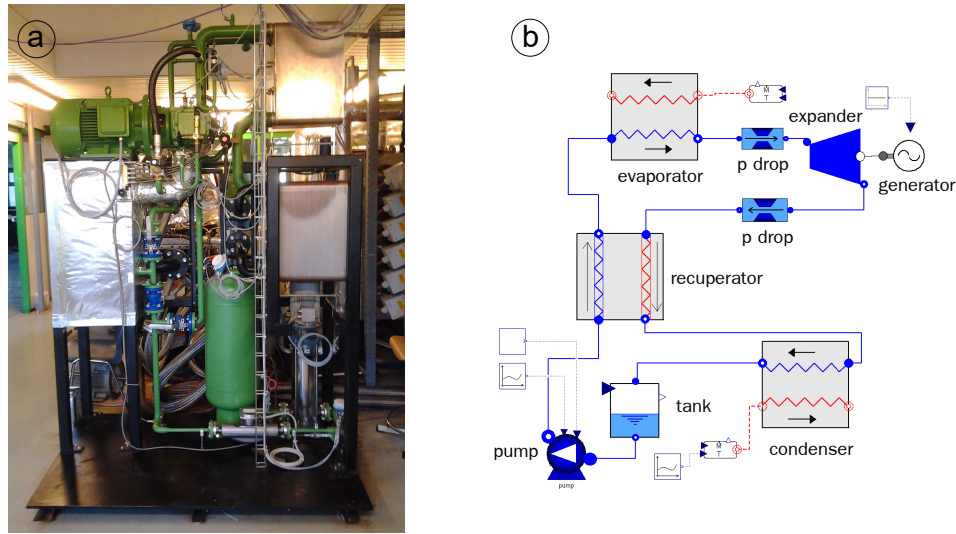 a
b
M
T
expander
evaporator
p drop
generator
p drop
recuperator
tank
M
T
pump
condenser
pump